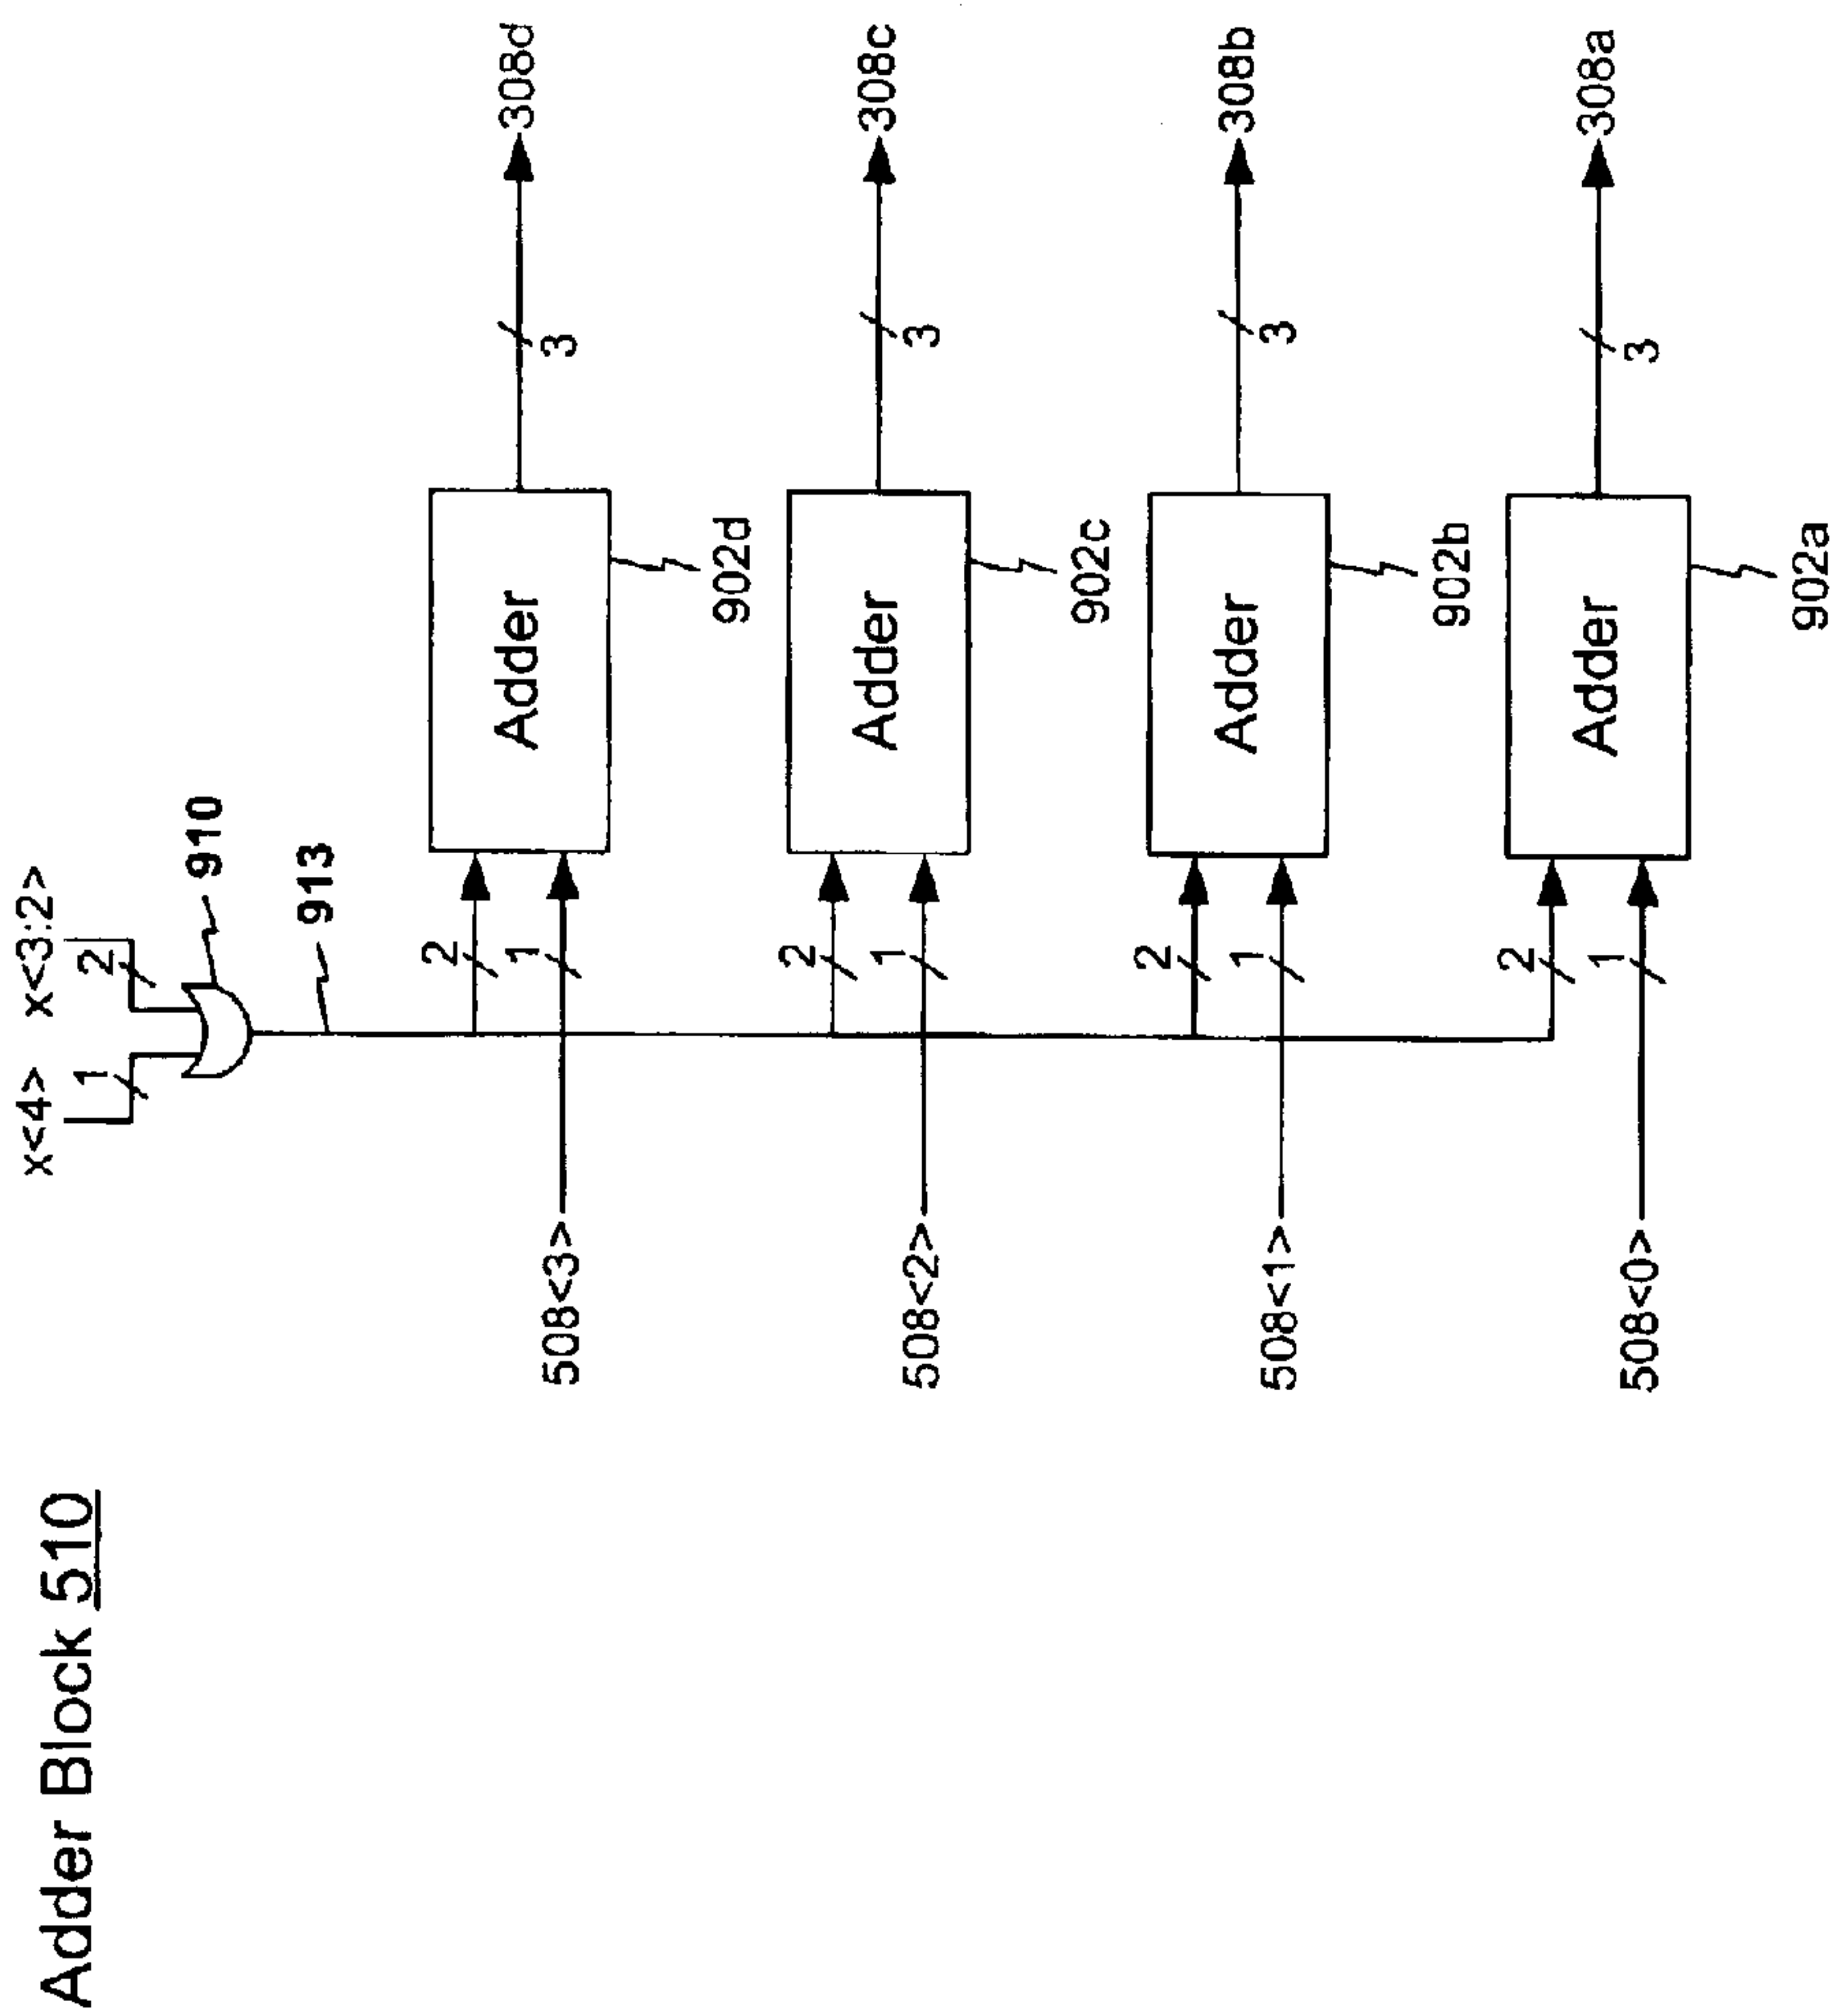 Adder Block 510
x<4>
x<3:2>
1
2
910
913
508<3>
2
1
Adder
902d
3
308d
508<2>
2
1
Adder
902c
3
308c
508<1>
2
1
Adder
902b
3
308b
508<0>
2
1
Adder
902a
3
308a